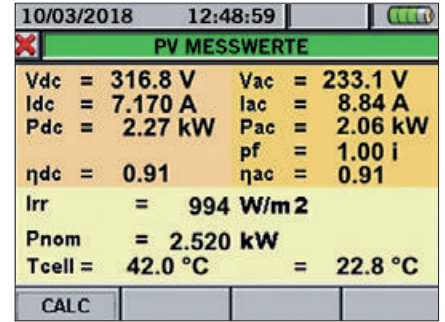 10/03/2018 12:48:59
PV MESSWERTE
Vdc = 316.8 V Vac = 233.1 V
Idc = 7.170 A Iac = 8.84 A
Pdc = 2.27 kW Pac = 2.06 kW
pf = 1.00 i
ηdc = 0.91 ηac = 0.91
Irr = 994 W/m2
Pnom = 2.520 kW
Tcell = 42.0 °C = 22.8 °C
CALC